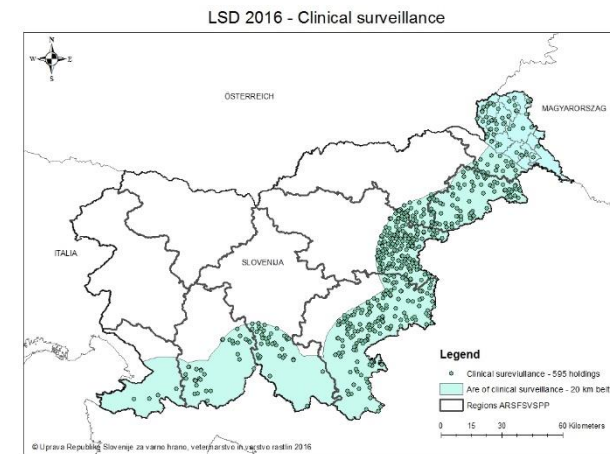 LSD 2016 - Clinical surveillance
N
W E
S
ÖSTERREICH
MAGYARORSZAG
ITALIA
SLOVENIJA
Legend
Clinical sureviullance - 595 holdings
Are of clinical surveillance - 20 km belt
Regions ARSFSVSPP
0 15 30 60 Kilometers
© Uprava Republike Slovenije za varno hrano, veterinarstvo in varstvo rastlin 2016